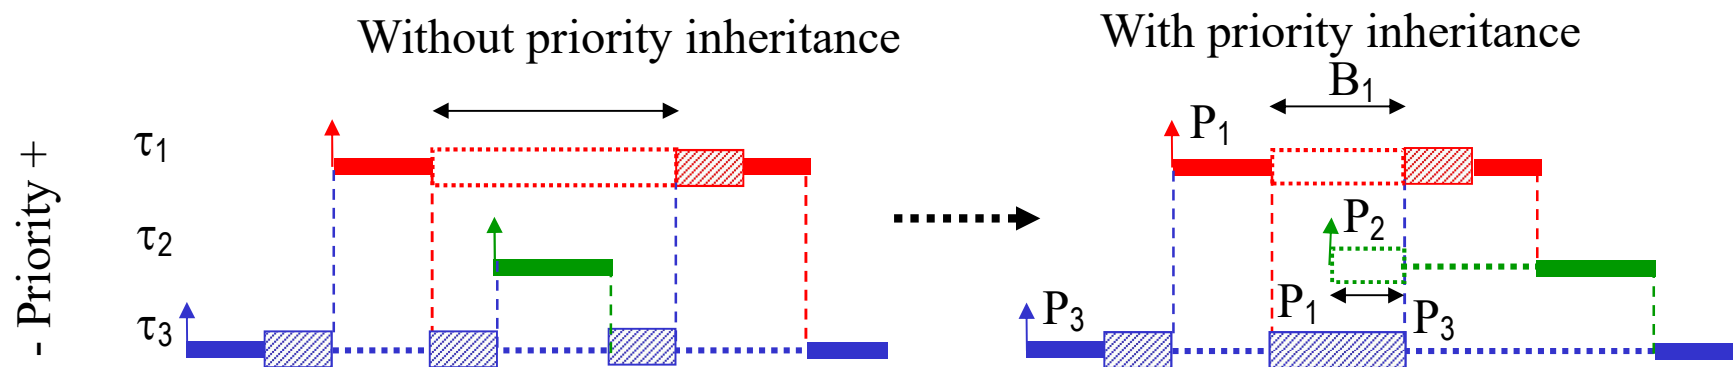 Without priority inheritance
With priority inheritance
B₁
P₁
- Priority +
τ₁
τ₂
P₂
P₁
P₃
τ₃
P₃